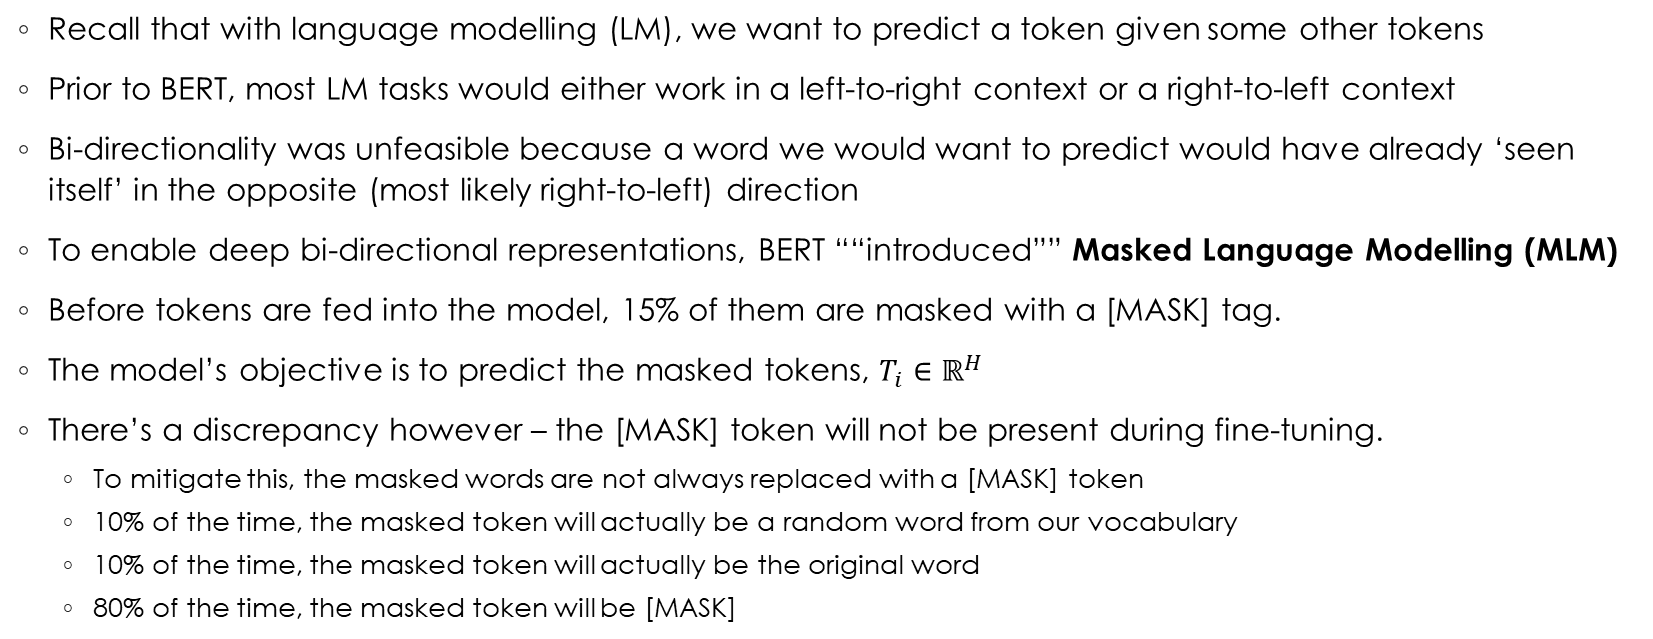 ◦ Recall that with language modelling (LM), we want to predict a token given some other tokens
◦ Prior to BERT, most LM tasks would either work in a left-to-right context or a right-to-left context
◦ Bi-directionality was unfeasible because a word we would want to predict would have already ‘seen
itself’ in the opposite (most likely right-to-left) direction
◦ To enable deep bi-directional representations, BERT ““introduced”” Masked Language Modelling (MLM)
◦ Before tokens are fed into the model, 15% of them are masked with a [MASK] tag.
◦ The model’s objective is to predict the masked tokens, $T_i \in \mathbb{R}^H$
◦ There’s a discrepancy however – the [MASK] token will not be present during fine-tuning.
◦ To mitigate this, the masked words are not always replaced with a [MASK] token
◦ 10% of the time, the masked token will actually be a random word from our vocabulary
◦ 10% of the time, the masked token will actually be the original word
◦ 80% of the time, the masked token will be [MASK]